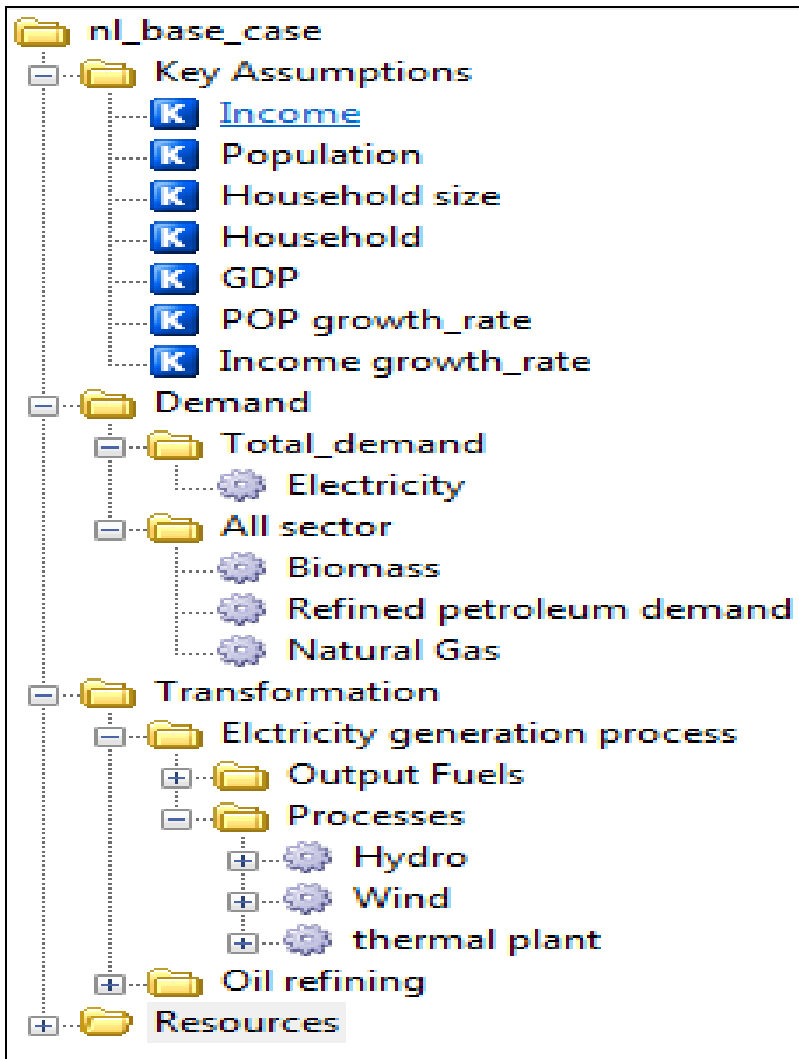 nl_base_case
Key Assumptions
K Income
K Population
K Household size
K Household
K GDP
K POP growth_rate
K Income growth_rate
Demand
Total_demand
Electricity
All sector
Biomass
Refined petroleum demand
Natural Gas
Transformation
Elctricity generation process
Output Fuels
Processes
Hydro
Wind
thermal plant
Oil refining
Resources